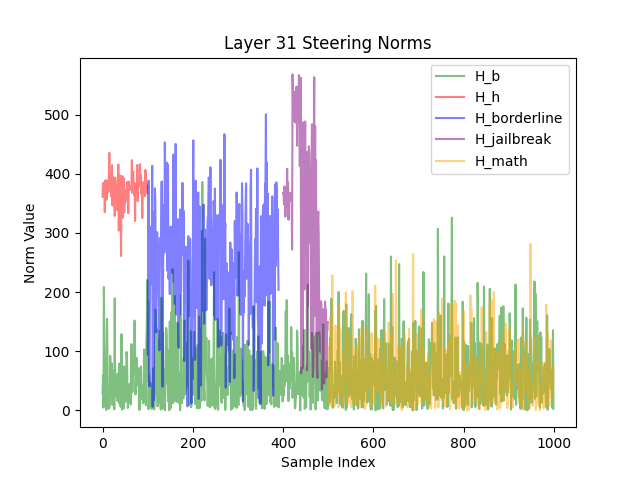 Layer 31 Steering Norms
H_b
H_h
H_borderline
H_jailbreak
H_math
Norm Value
500
400
300
200
100
0
0 200 400 600 800 1000
Sample Index